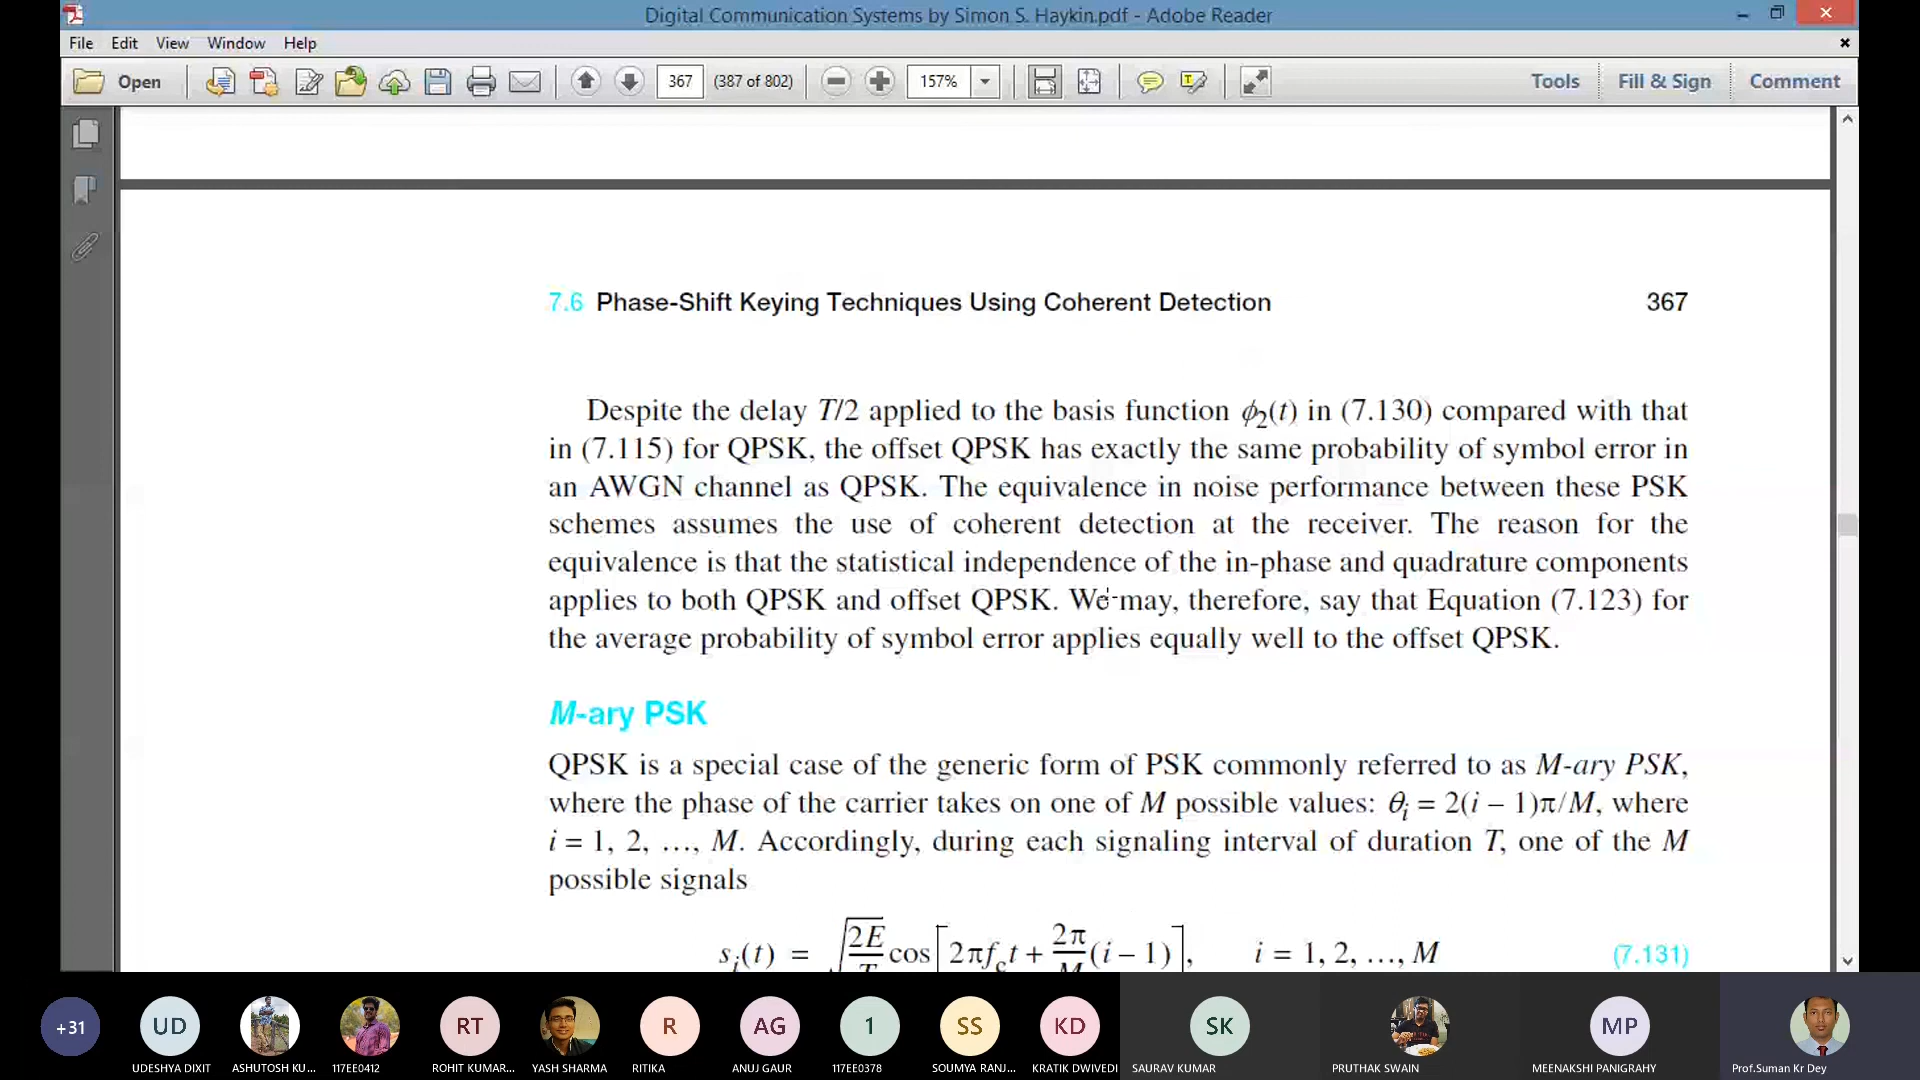 Digital Communication Systems by Simon S. Haykin.pdf - Adobe Reader
File Edit View Window Help
Open 367 (387 of 802) 157% Tools Fill & Sign Comment
7.6 Phase-Shift Keying Techniques Using Coherent Detection 367
Despite the delay T/2 applied to the basis function ϕ₂(t) in (7.130) compared with that
in (7.115) for QPSK, the offset QPSK has exactly the same probability of symbol error in
an AWGN channel as QPSK. The equivalence in noise performance between these PSK
schemes assumes the use of coherent detection at the receiver. The reason for the
equivalence is that the statistical independence of the in-phase and quadrature components
applies to both QPSK and offset QPSK. We may, therefore, say that Equation (7.123) for
the average probability of symbol error applies equally well to the offset QPSK.
M-ary PSK
QPSK is a special case of the generic form of PSK commonly referred to as M-ary PSK,
where the phase of the carrier takes on one of M possible values: θᵢ = 2(i – 1)π/M, where
i = 1, 2, …, M. Accordingly, during each signaling interval of duration T, one of the M
possible signals
sᵢ(t) = √(2E/T) cos[2πf_c t + 2π/M (i – 1)], i = 1, 2, …, M (7.131)
+31 UD RT R AG 1 SS KD SK MP
UDESHYA DIXIT ASHUTOSH KU... 117EE0412 ROHIT KUMAR... YASH SHARMA RITIKA ANUJ GAUR 117EE0378 SOUMYA RANJ... KRATIK DWIVEDI SAURAV KUMAR PRUTHAK SWAIN MEENAKSHI PANIGRAHY Prof.Suman Kr Dey